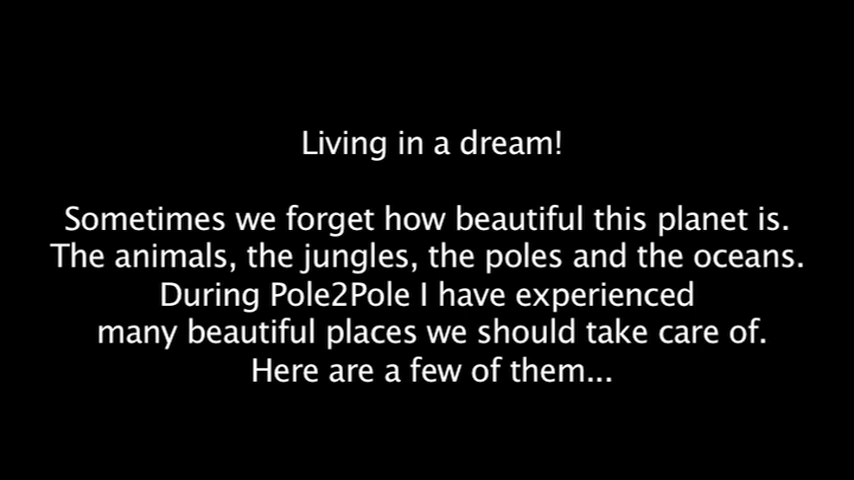 Living in a dream!
Sometimes we forget how beautiful this planet is.
The animals, the jungles, the poles and the oceans.
During Pole2Pole I have experienced
many beautiful places we should take care of.
Here are a few of them...